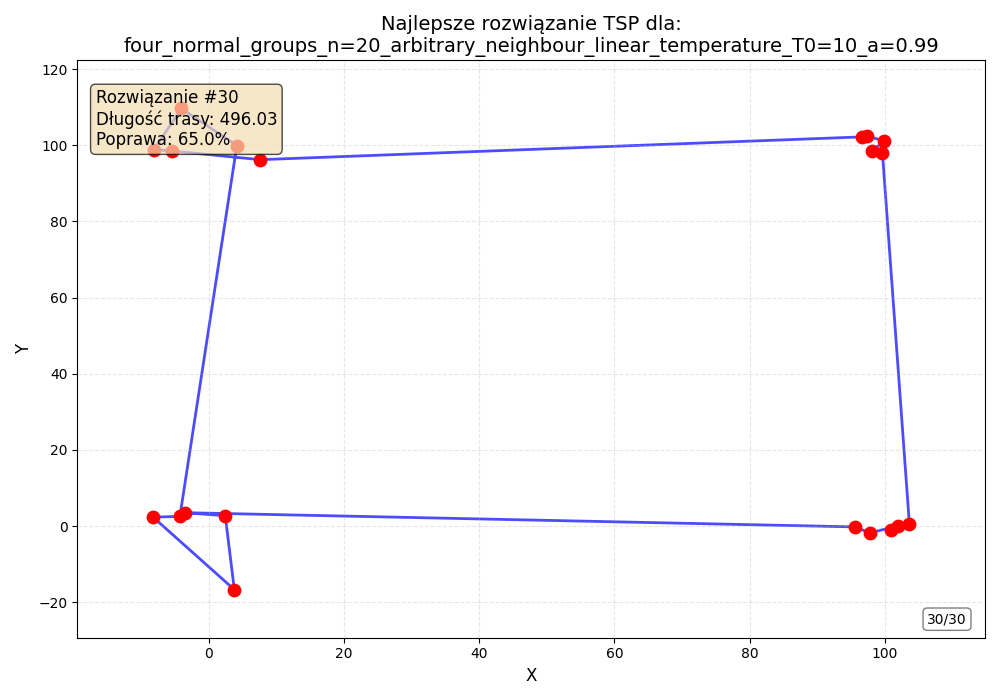 Najlepsze rozwiązanie TSP dla:
four_normal_groups_n=20_arbitrary_neighbour_linear_temperature_T0=10_a=0.99
Rozwiązanie #30
Długość trasy: 496.03
Poprawa: 65.0%
120
100
80
60
40
20
0
−20
Y
30/30
0 20 40 60 80 100
X